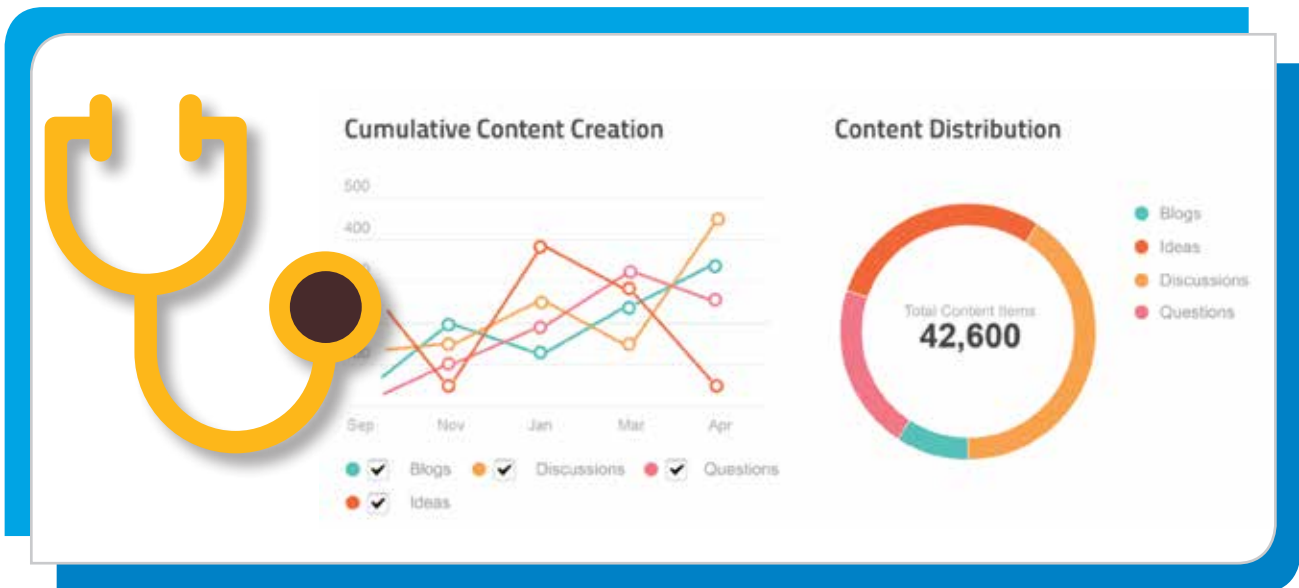 Cumulative Content Creation
500
400
Sep Nov Jan Mar Apr
Blogs Discussions Questions
Ideas
Content Distribution
Total Content Items
42,600
Blogs
Ideas
Discussions
Questions